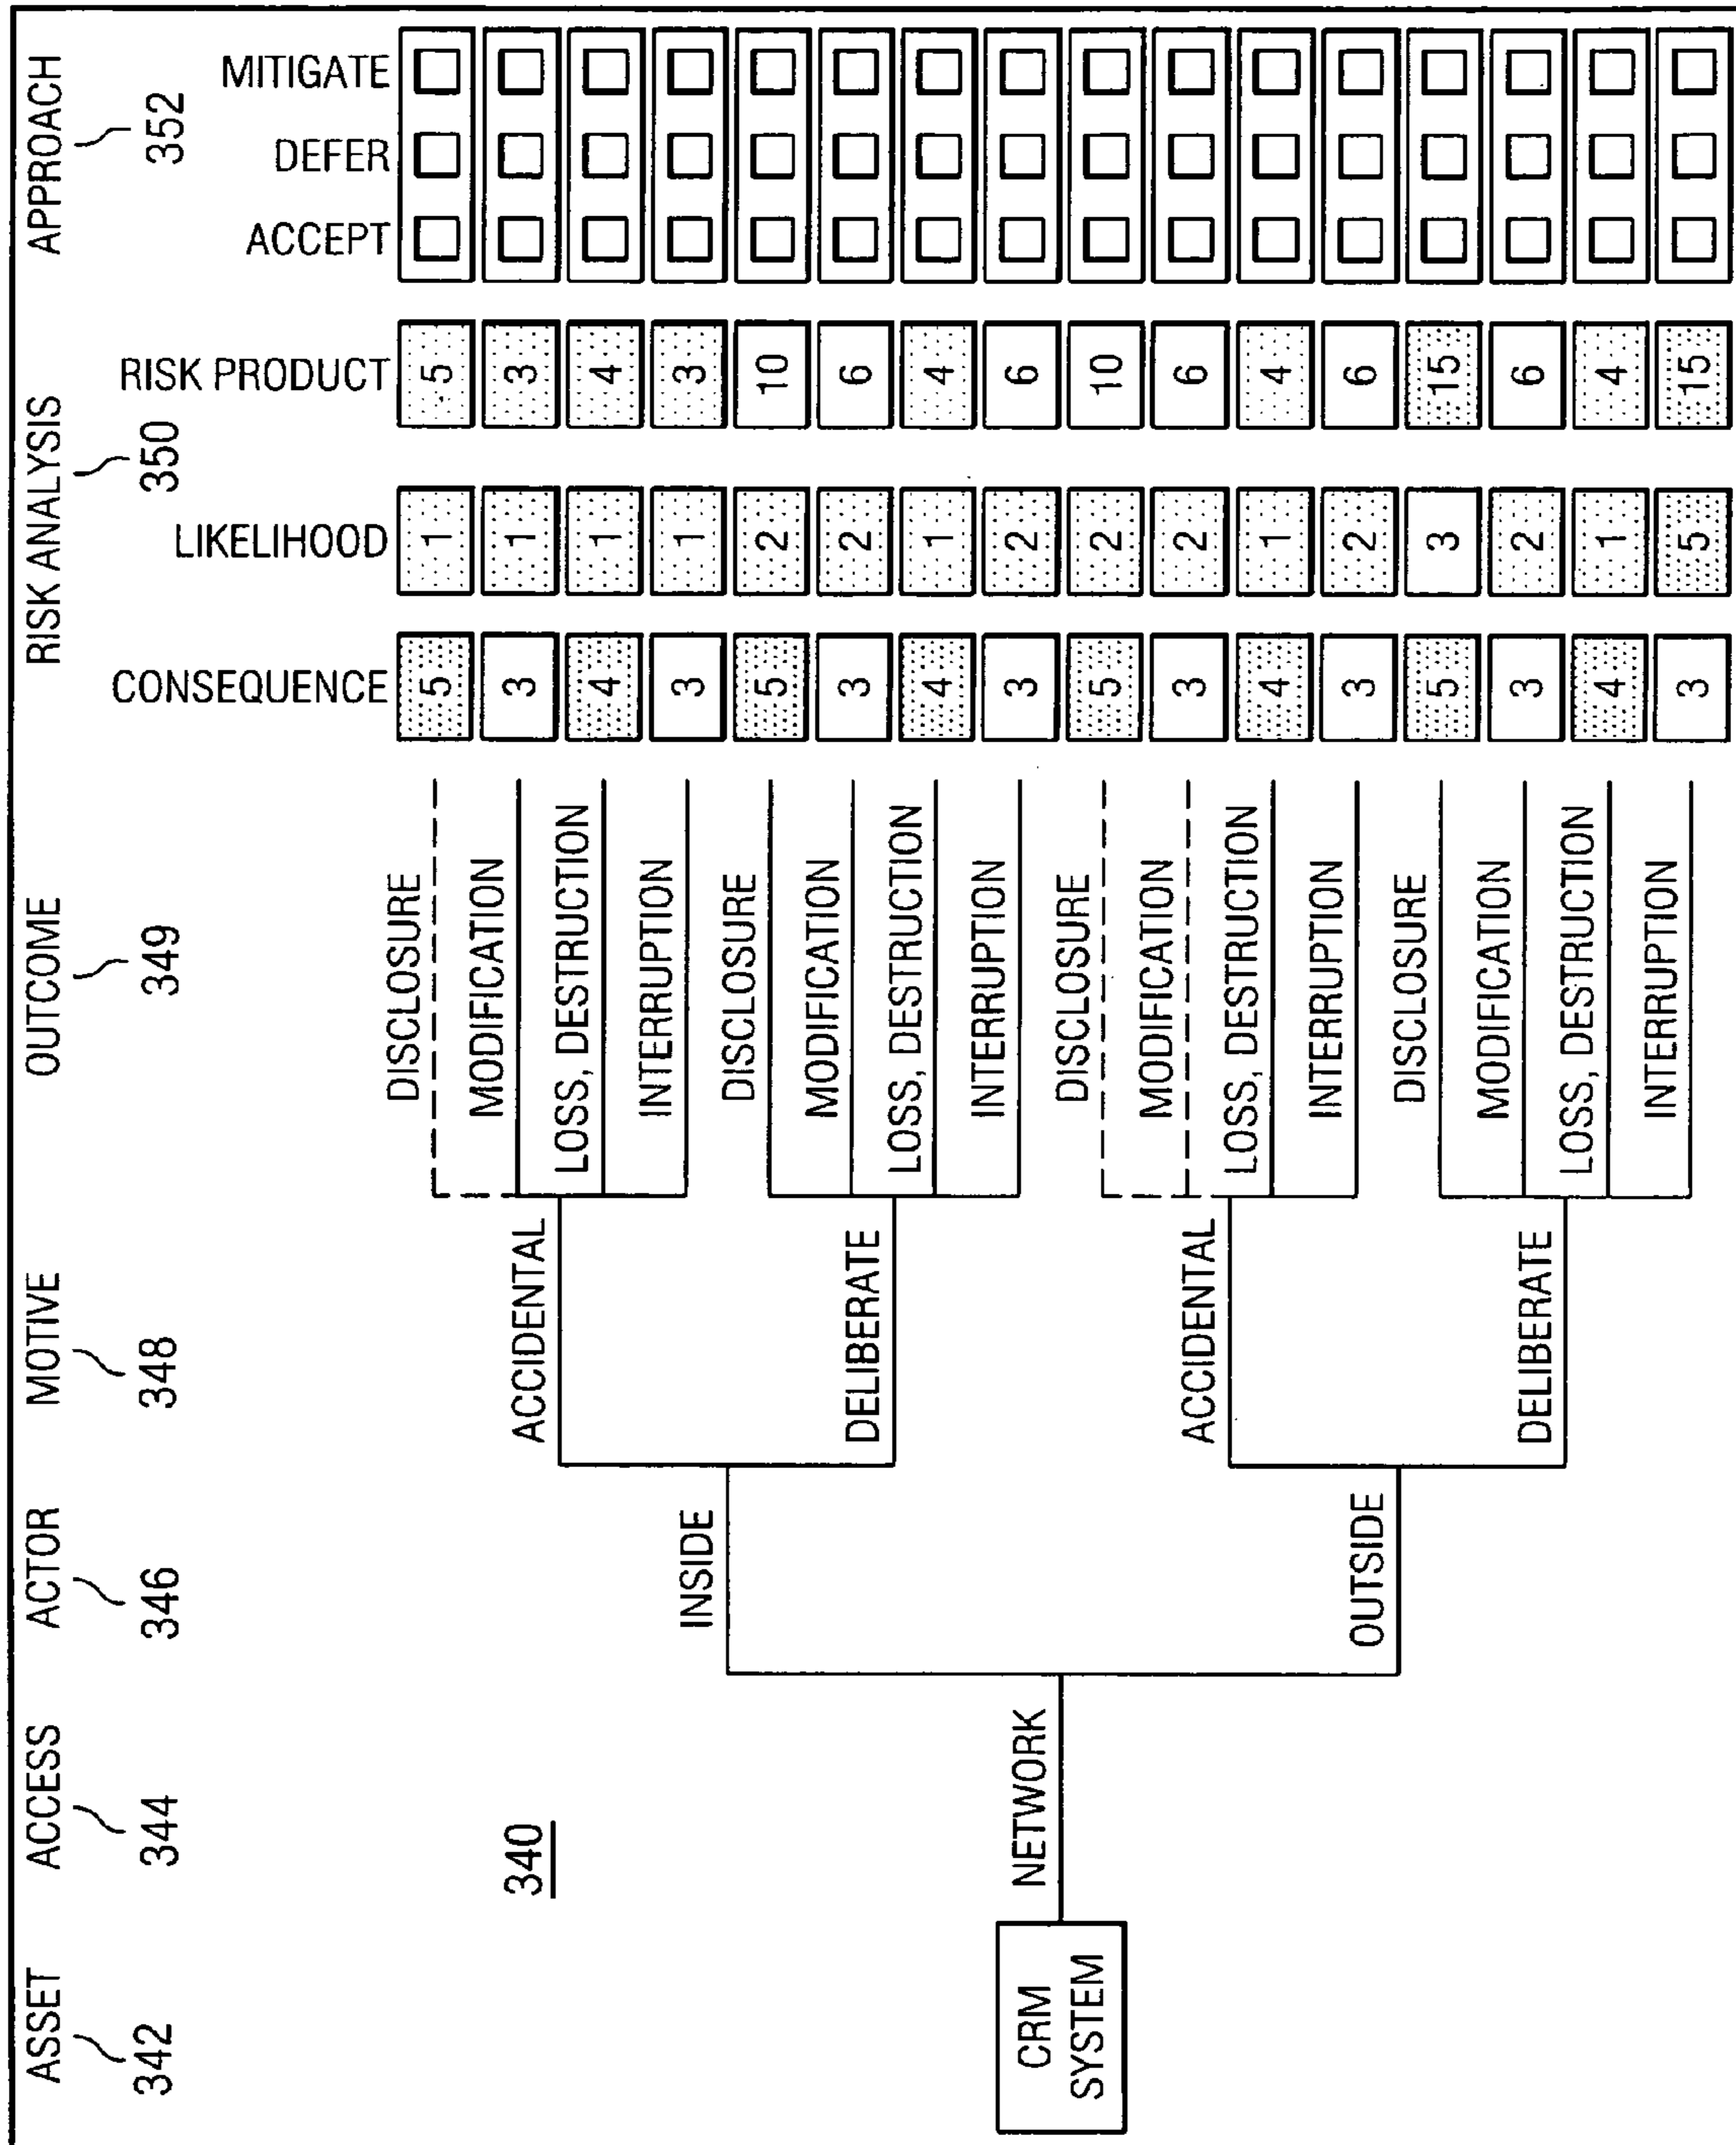 ASSET ACCESS ACTOR MOTIVE OUTCOME RISK ANALYSIS APPROACH
342 344 346 348 349 350 352
CONSEQUENCE LIKELIHOOD RISK PRODUCT ACCEPT DEFER MITIGATE
340
CRM
SYSTEM
NETWORK
INSIDE
ACCIDENTAL
DISCLOSURE 5 1 5
MODIFICATION 3 1 3
LOSS, DESTRUCTION 4 1 4
INTERRUPTION 3 1 3
DELIBERATE
DISCLOSURE 5 2 10
MODIFICATION 3 2 6
LOSS, DESTRUCTION 4 1 4
INTERRUPTION 3 2 6
OUTSIDE
ACCIDENTAL
DISCLOSURE 5 2 10
MODIFICATION 3 2 6
LOSS, DESTRUCTION 4 1 4
INTERRUPTION 3 2 6
DELIBERATE
DISCLOSURE 5 3 15
MODIFICATION 3 2 6
LOSS, DESTRUCTION 4 1 4
INTERRUPTION 3 5 15